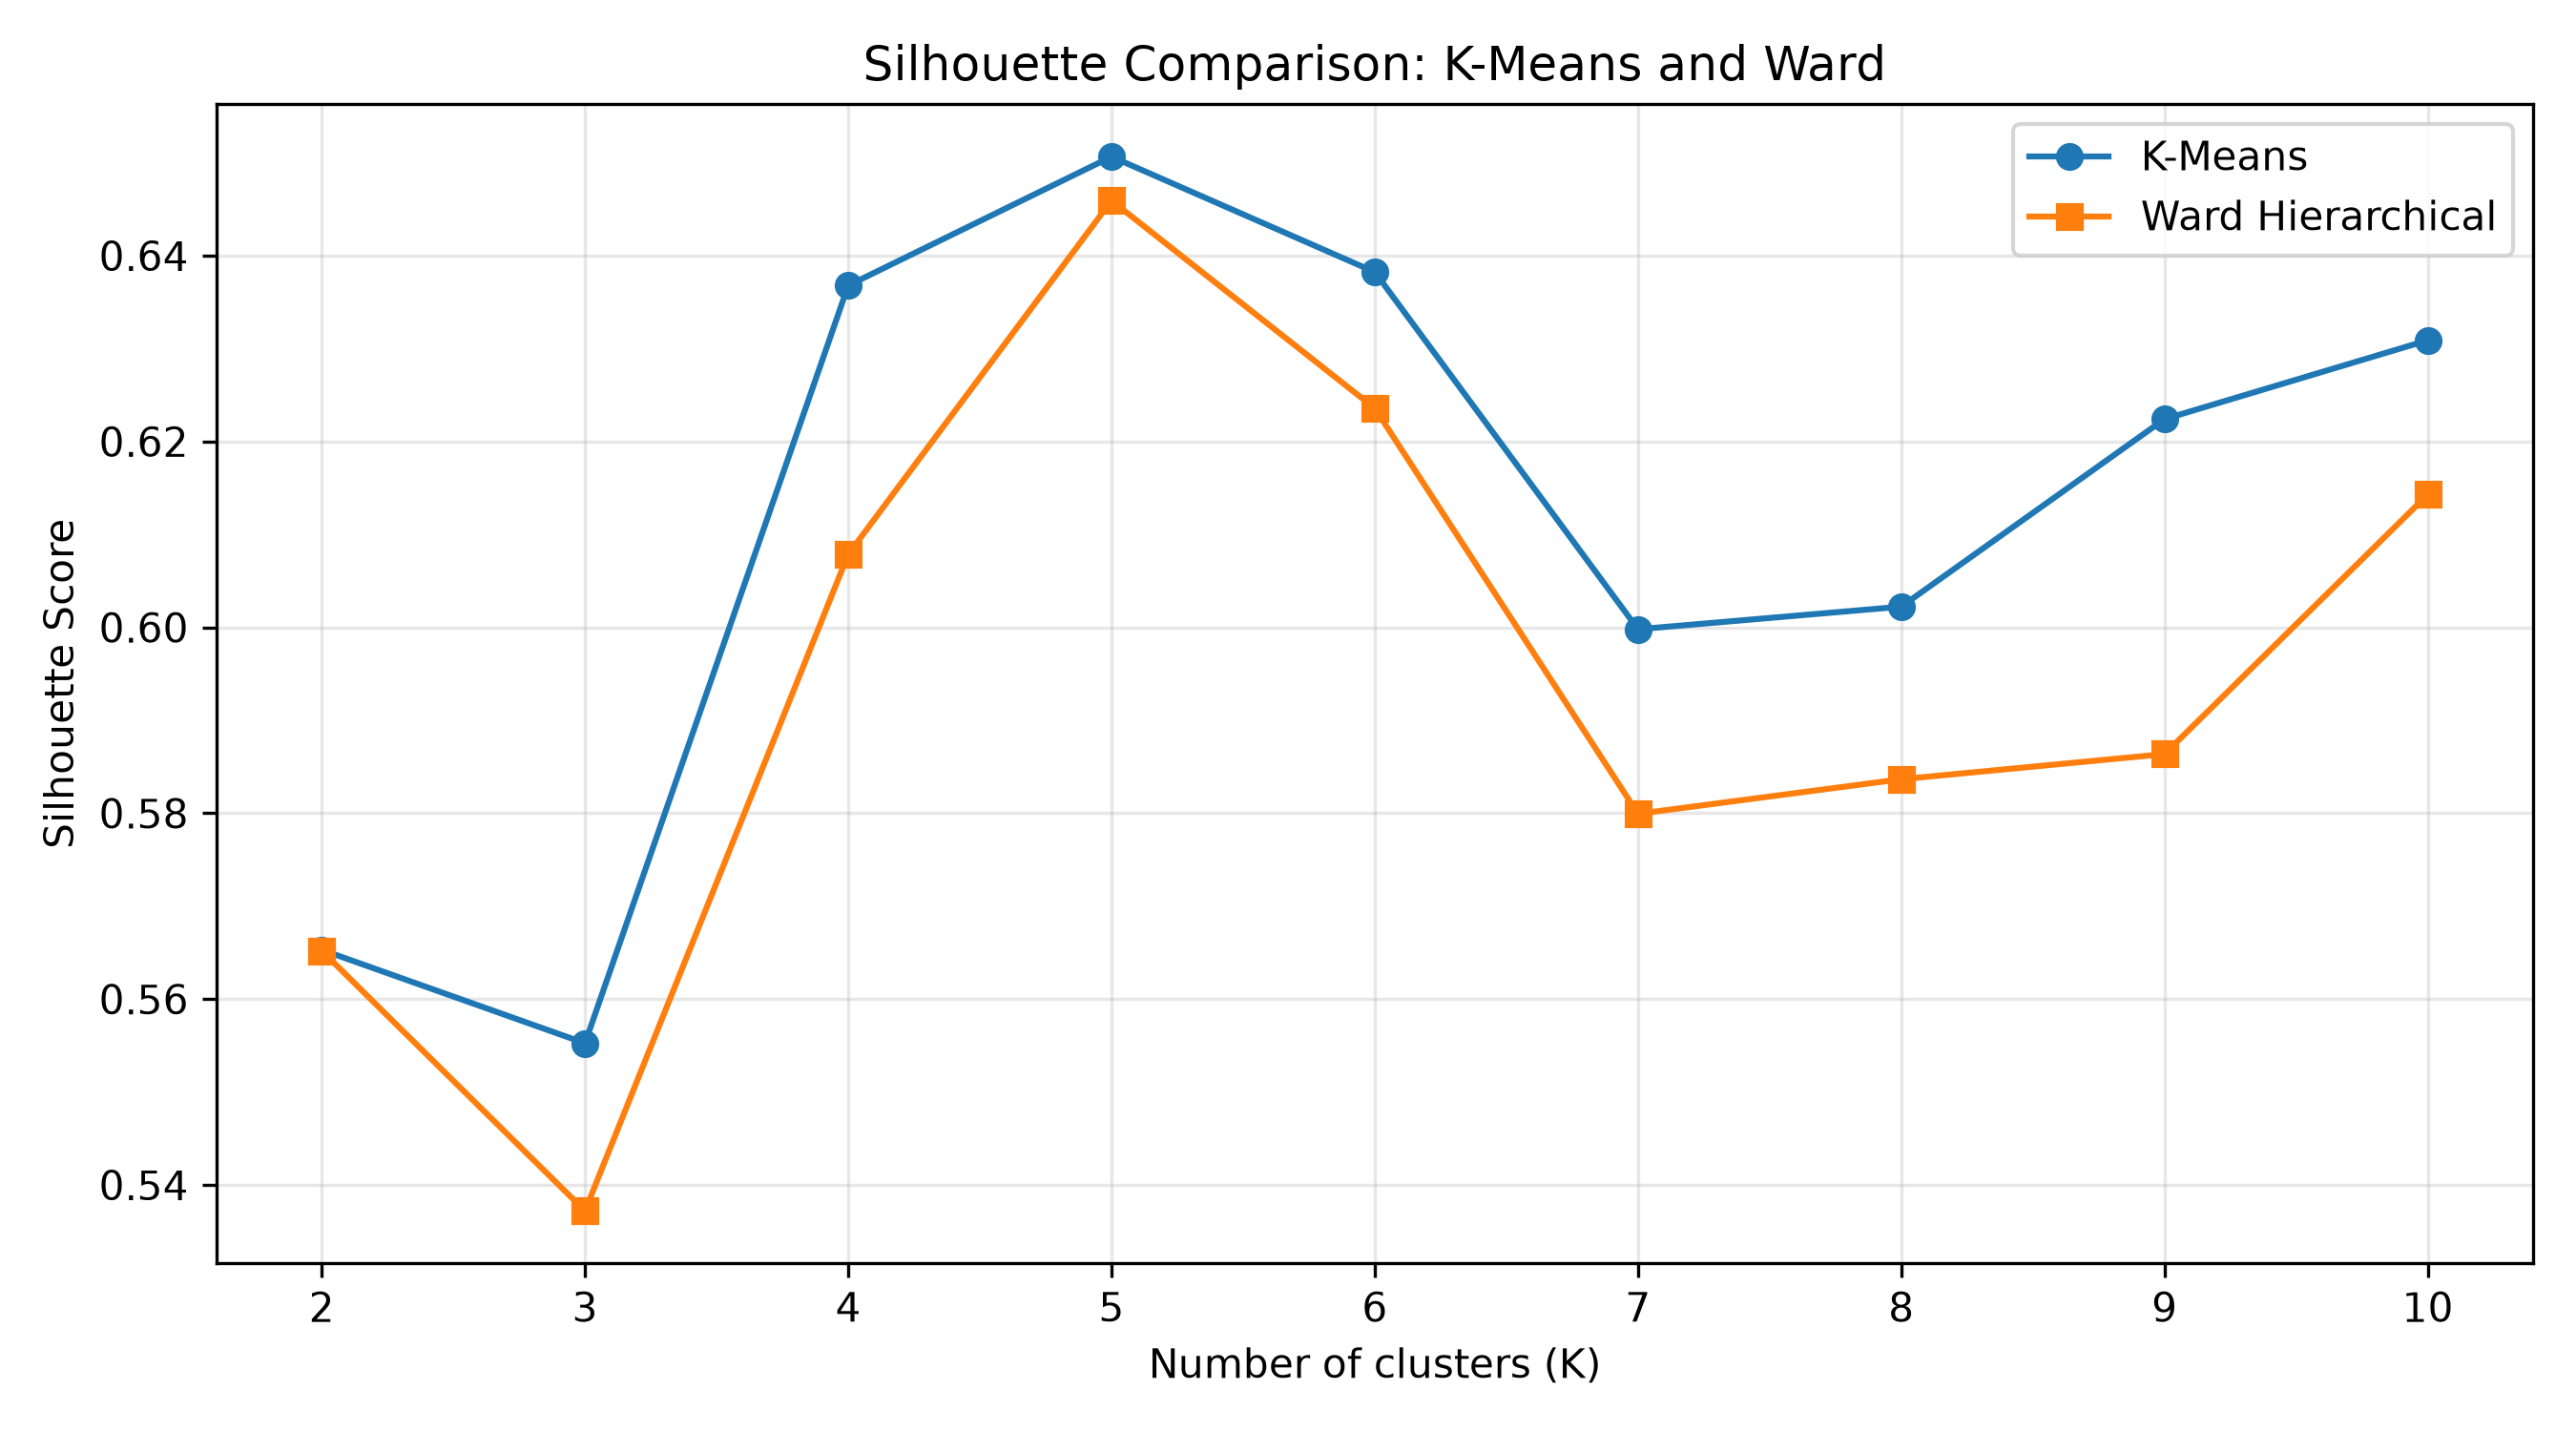 Silhouette Comparison: K-Means and Ward
K-Means
Ward Hierarchical
Silhouette Score
0.64
0.62
0.60
0.58
0.56
0.54
2 3 4 5 6 7 8 9 10
Number of clusters (K)